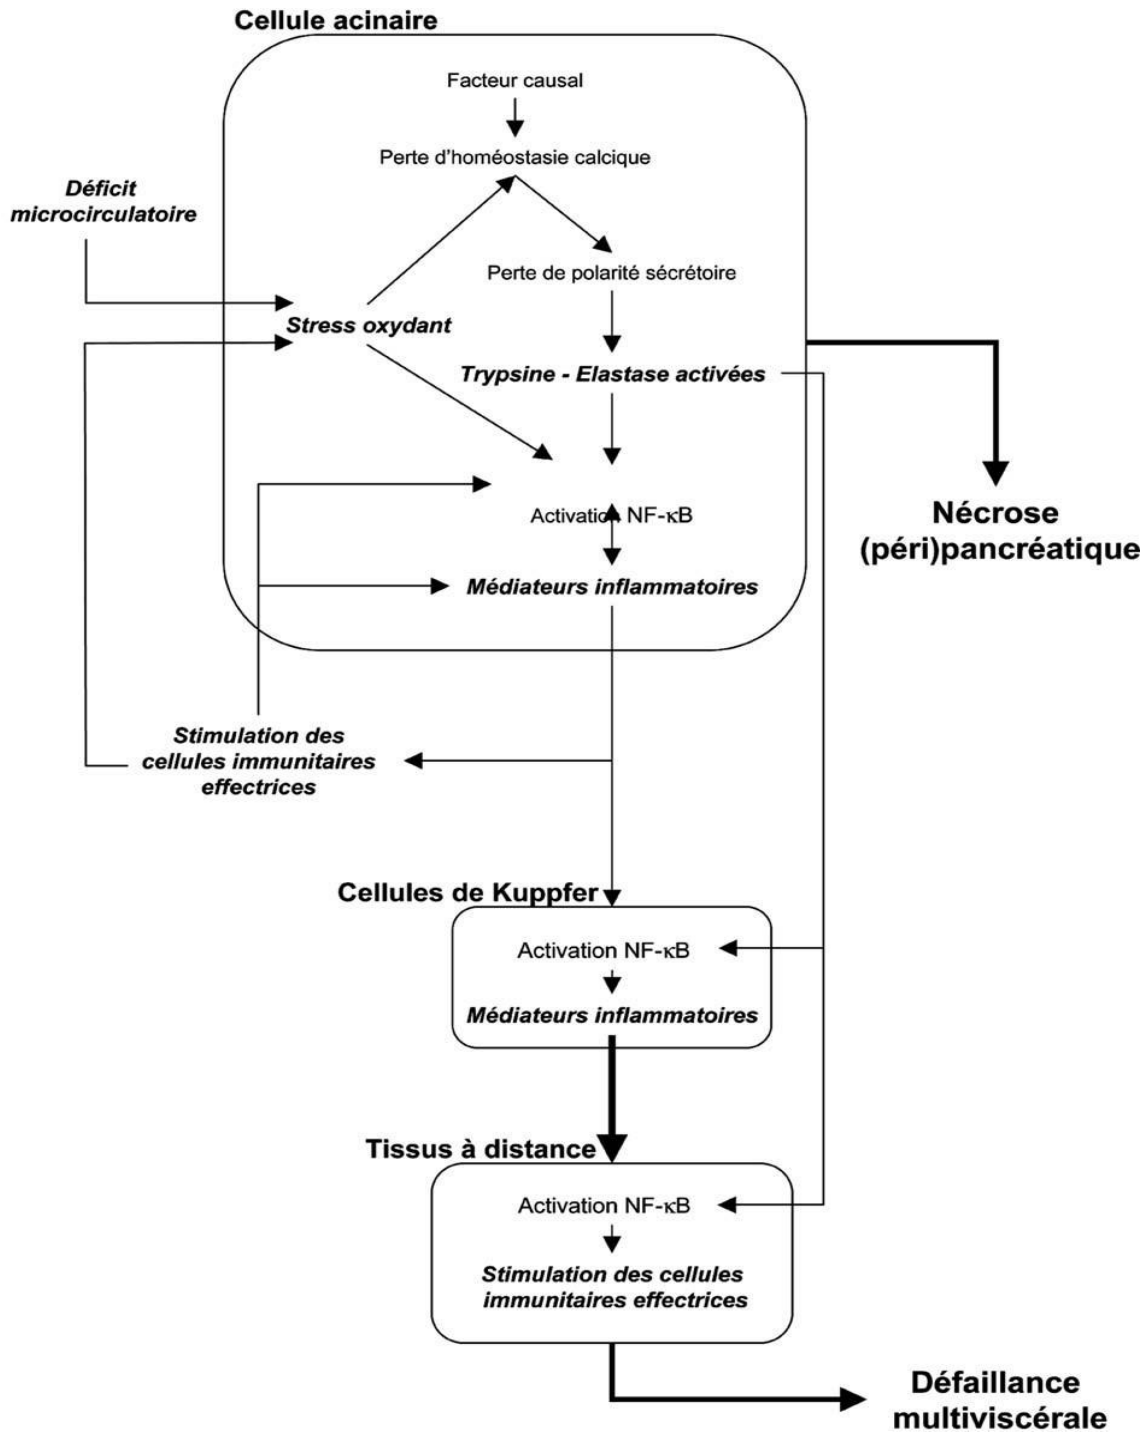 Cellule acinaire
Facteur causal
Perte d'homéostasie calcique
Déficit
microcirculatoire
Perte de polarité sécrétoire
Stress oxydant
Trypsine - Elastase activées
Activation NF-κB
Nécrose
(péri)pancréatique
Médiateurs inflammatoires
Stimulation des
cellules immunitaires
effectrices
Cellules de Kuppfer
Activation NF-κB
Médiateurs inflammatoires
Tissus à distance
Activation NF-κB
Stimulation des cellules
immunitaires effectrices
Défaillance
multiviscérale